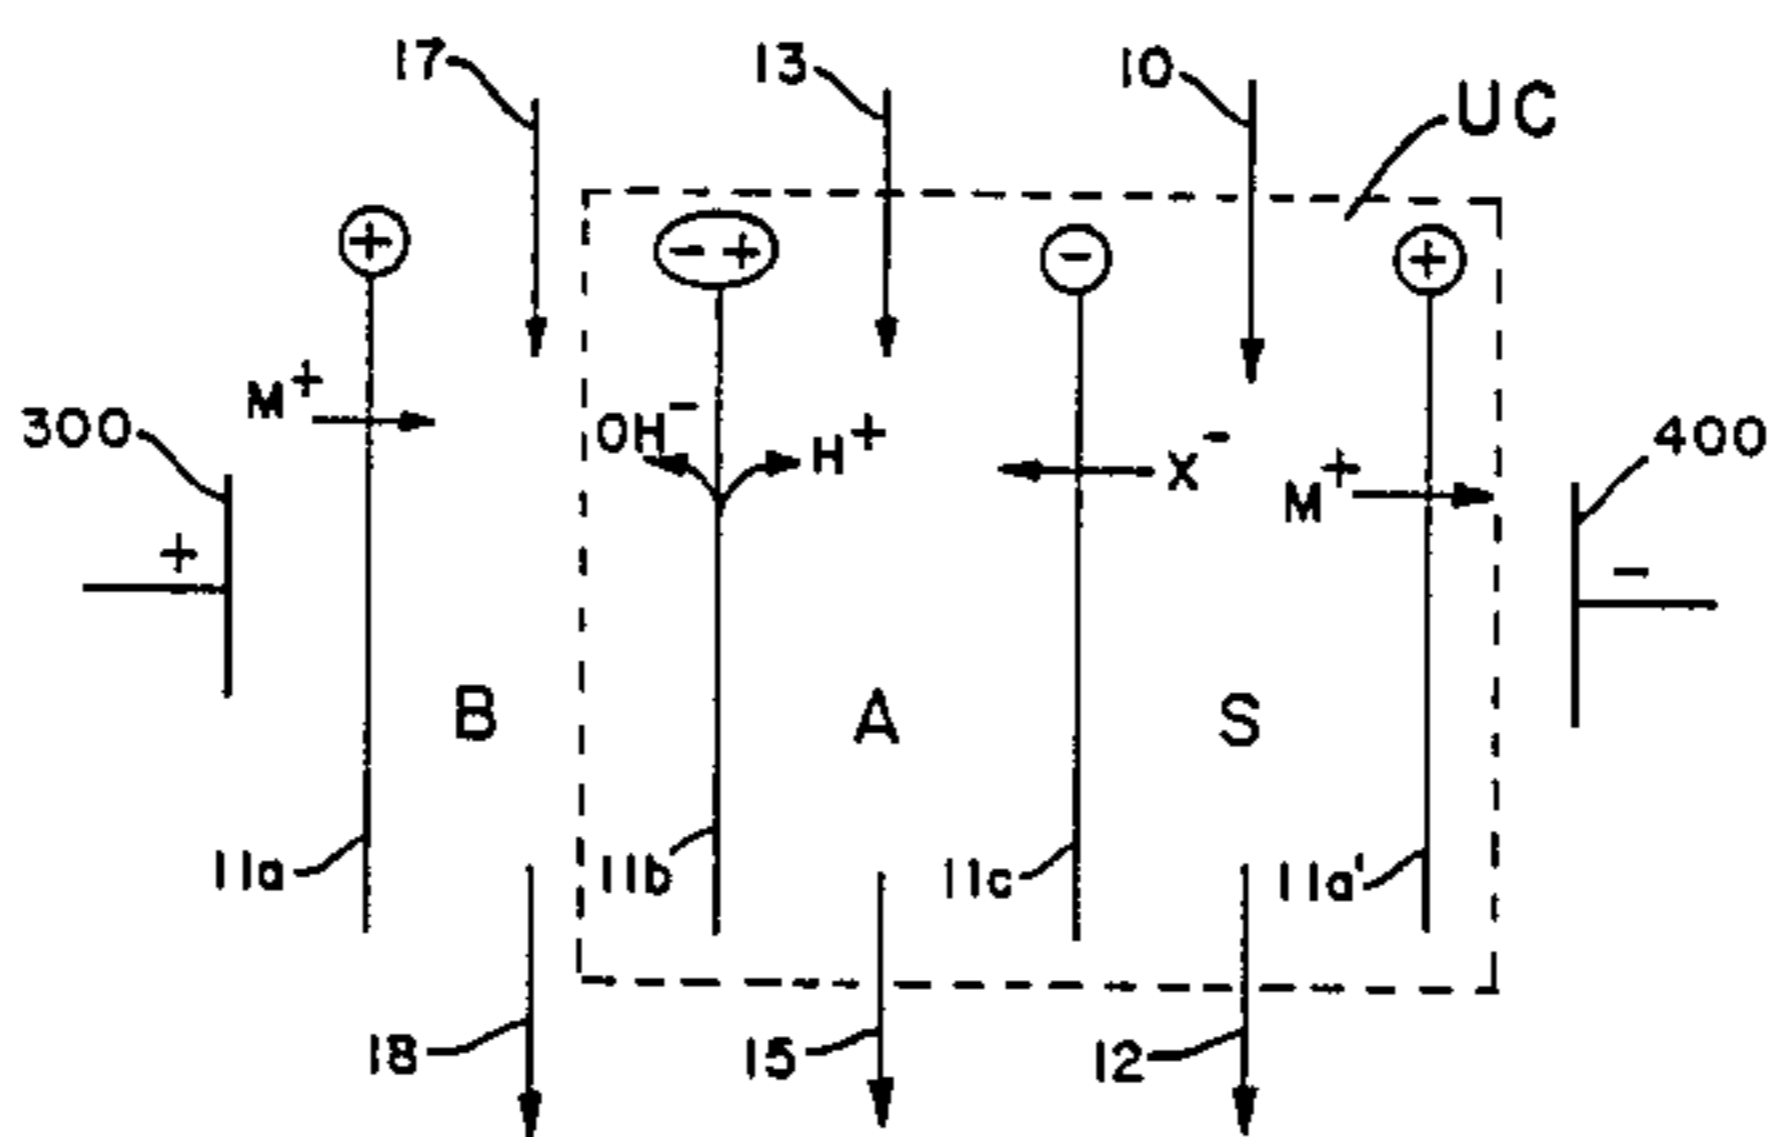 17
13
10
UC
+
- +
-
+
M+
OH-
H+
X-
M+
300
400
+
-
B
A
S
11a
11b
11c
11a'
18
15
12